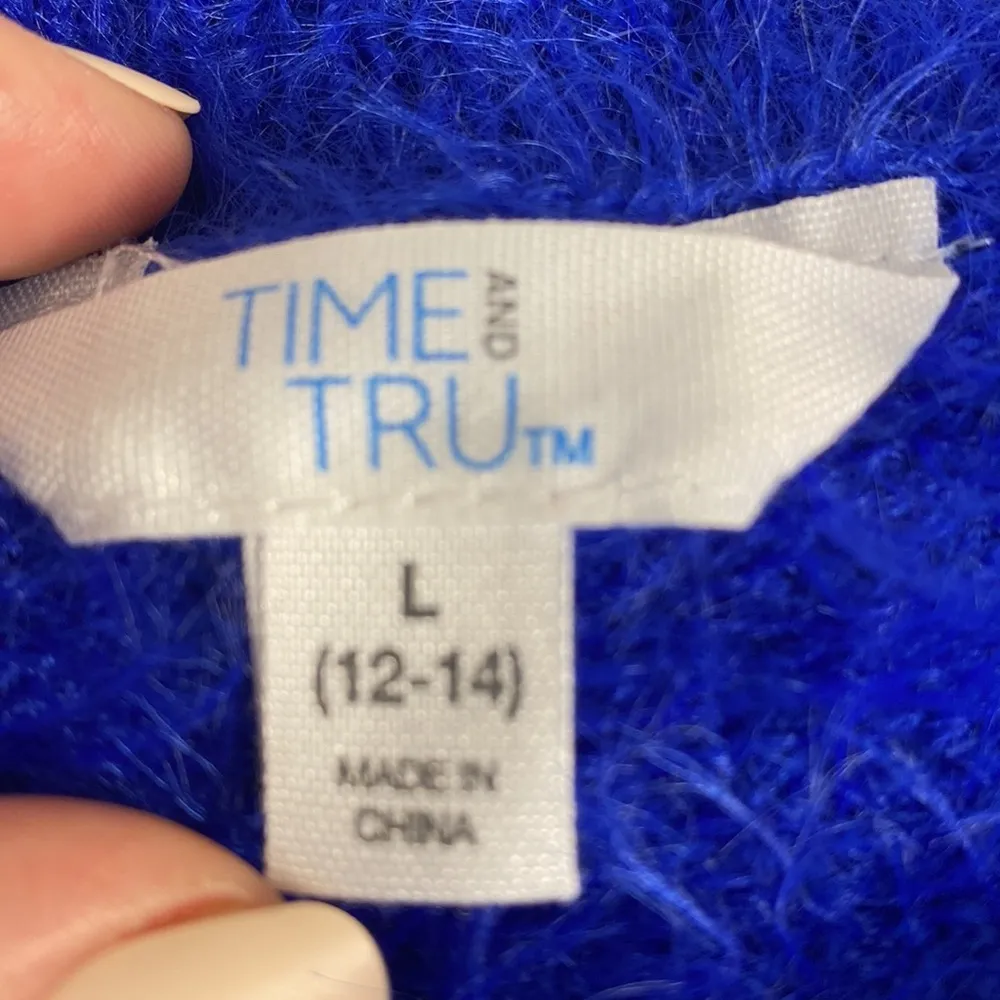 TIME AND
TRU™
L
(12-14)
MADE IN
CHINA